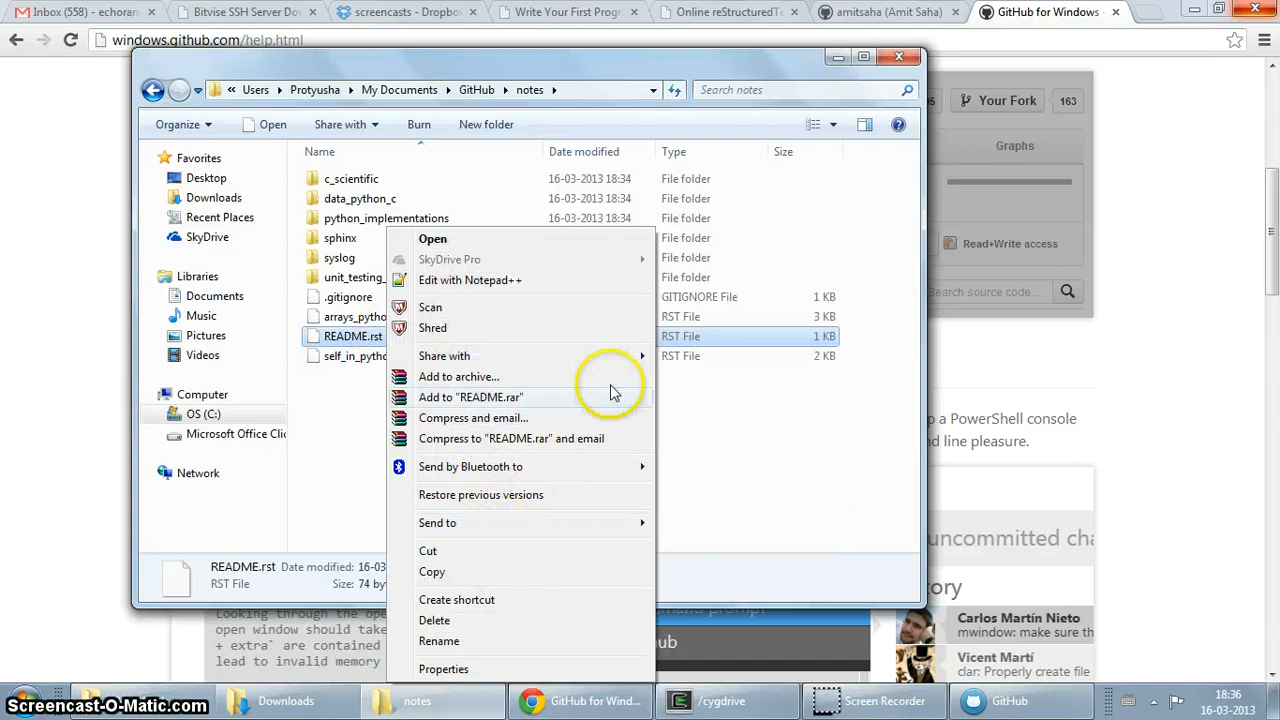 Inbox (558) - echoran
Bitvise SSH Server Dow
screencasts - Dropbo
Write Your First Prog
Online reStructuredTe
amitsaha (Amit Saha)
GitHub for Windows -
windows.github.com/help.html
Users
Protyusha
My Documents
GitHub
notes
Search notes
Organize
Open
Share with
Burn
New folder
Name
Date modified
Type
Size
Favorites
Desktop
Downloads
Recent Places
SkyDrive
Libraries
Documents
Music
Pictures
Videos
Computer
OS (C:)
Microsoft Office Clic
Network
c_scientific 16-03-2013 18:34 File folder
data_python_c 16-03-2013 18:34 File folder
python_implementations 16-03-2013 18:34 File folder
sphinx File folder
syslog File folder
unit_testing_ File folder
.gitignore GITIGNORE File 1 KB
arrays_pytho RST File 3 KB
README.rst RST File 1 KB
self_in_pytho RST File 2 KB
Open
SkyDrive Pro
Edit with Notepad++
Scan
Shred
Share with
Add to archive...
Add to "README.rar"
Compress and email...
Compress to "README.rar" and email
Send by Bluetooth to
Restore previous versions
Send to
Cut
Copy
Create shortcut
Delete
Rename
Properties
README.rst Date modified: 16-03
RST File Size: 74 by
Your Fork 163
Graphs
Read+Write access
Search source code...
p a PowerShell console
nd line pleasure.
uncommitted cha
tory
Carlos Martín Nieto
mwindow: make sure th
Vicent Martí
clar: Properly create file
Looking through the ope
open window should take
+ extra` are contained
lead to invalid memory
mmand prompt
ub
Screencast-O-Matic.com
Downloads
notes
GitHub for Wind...
/cygdrive
Screen Recorder
GitHub
18:36
16-03-2013